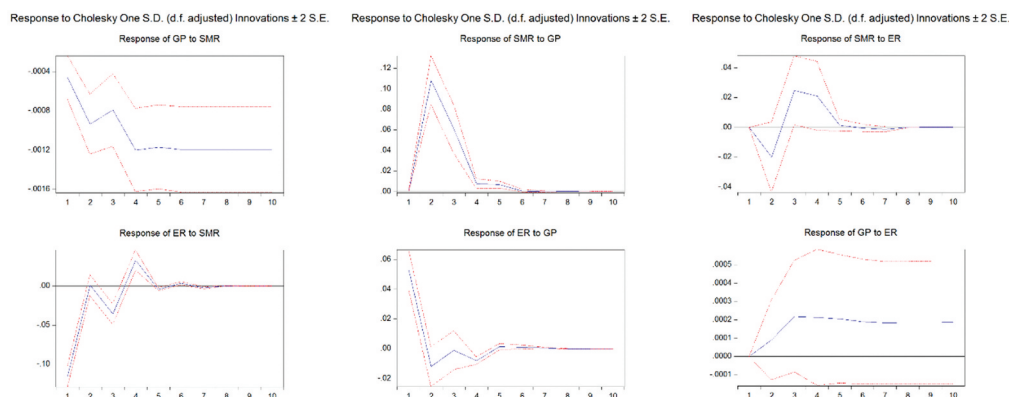 Response to Cholesky One S.D. (d.f. adjusted) Innovations ± 2 S.E.
Response of GP to SMR
-.0004
-.0008
-.0012
-.0016
1 2 3 4 5 6 7 8 9 10
Response of ER to SMR
.00
-.05
-.10
1 2 3 4 5 6 7 8 9 10
Response to Cholesky One S.D. (d.f. adjusted) Innovations ± 2 S.E.
Response of SMR to GP
.12
.10
.08
.06
.04
.02
.00
1 2 3 4 5 6 7 8 9 10
Response of ER to GP
.06
.04
.02
.00
-.02
1 2 3 4 5 6 7 8 9 10
Response to Cholesky One S.D. (d.f. adjusted) Innovations ± 2 S.E.
Response of SMR to ER
.04
.02
.00
-.02
-.04
1 2 3 4 5 6 7 8 9 10
Response of GP to ER
.0005
.0004
.0003
.0002
.0001
.0000
-.0001
1 2 3 4 5 6 7 8 9 10